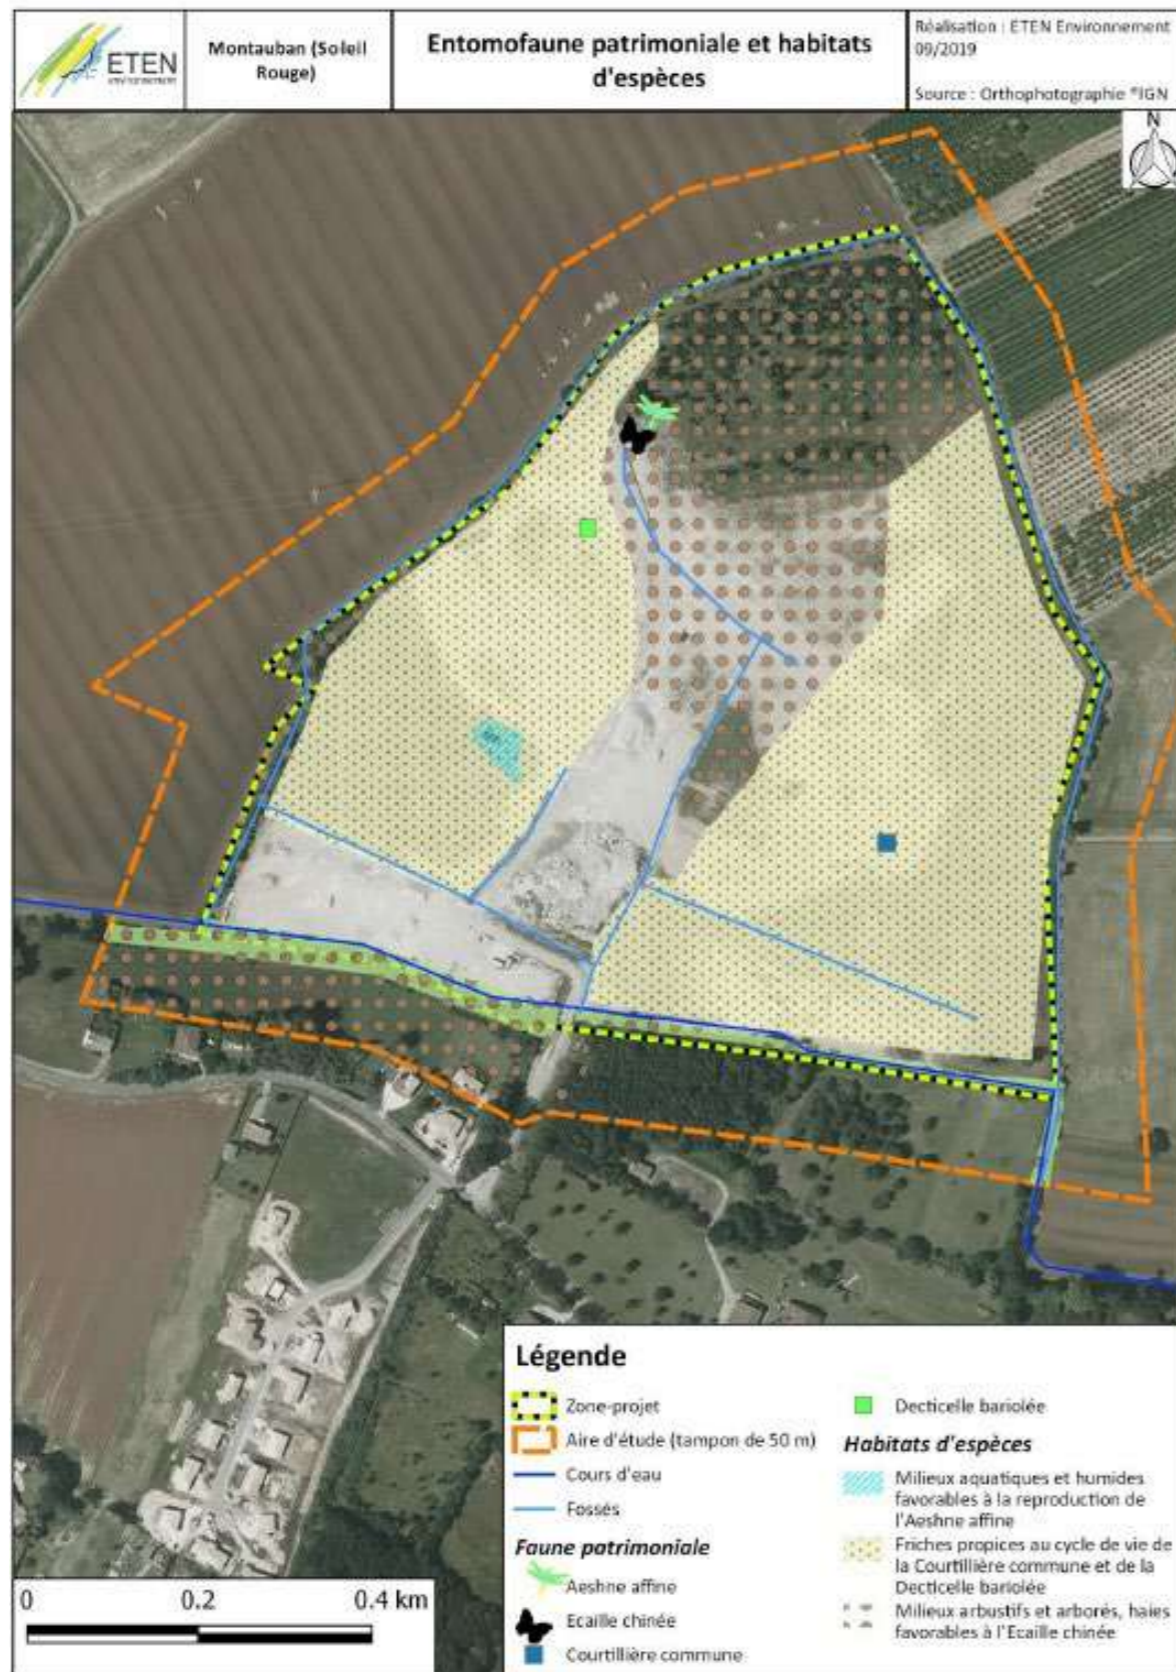 ETEN
environnement
Montauban (Soleil
Rouge)
Entomofaune patrimoniale et habitats
d'espèces
Réalisation : ETEN Environnement
09/2019
Source : Orthophotographie ®IGN
N
Légende
Zone-projet
Aire d'étude (tampon de 50 m)
Cours d'eau
Fossés
Faune patrimoniale
Aeshne affine
Ecaille chinée
Courtillière commune
Decticelle bariolée
Habitats d'espèces
Milieux aquatiques et humides
favorables à la reproduction de
l'Aeshne affine
Friches propices au cycle de vie de
la Courtillière commune et de la
Decticelle bariolée
Milieux arbustifs et arborés, haies
favorables à l'Ecaille chinée
0 0.2 0.4 km